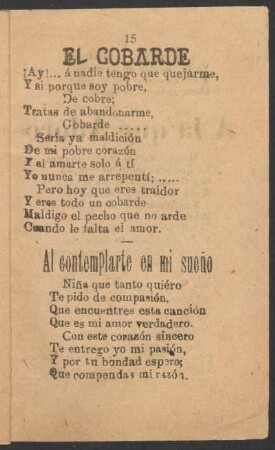 15
EL COBARDE
¡Ay!... á nadie tengo que quejarme,
Y si porque soy pobre,
De cobre;
Tratas de abandonarme,
Cobarde ......
Sería ya maldición
De mi pobre corazón
Y al amarte solo á tí
Yo nunca me arrepentí; .....
Pero hoy que eres traidor
Y eres todo un cobarde
Maldigo el pecho que no arde
Cuando le falta el amor.
Al contemplarte en mi sueño
Niña que tanto quiéro
Te pido de compasión,
Que encuentres esta canción
Que es mi amor verdadero.
Con este corazón sincero
Te entrego yo mi pasión,
Y por tu bondad espero;
Que compendas mi razón.